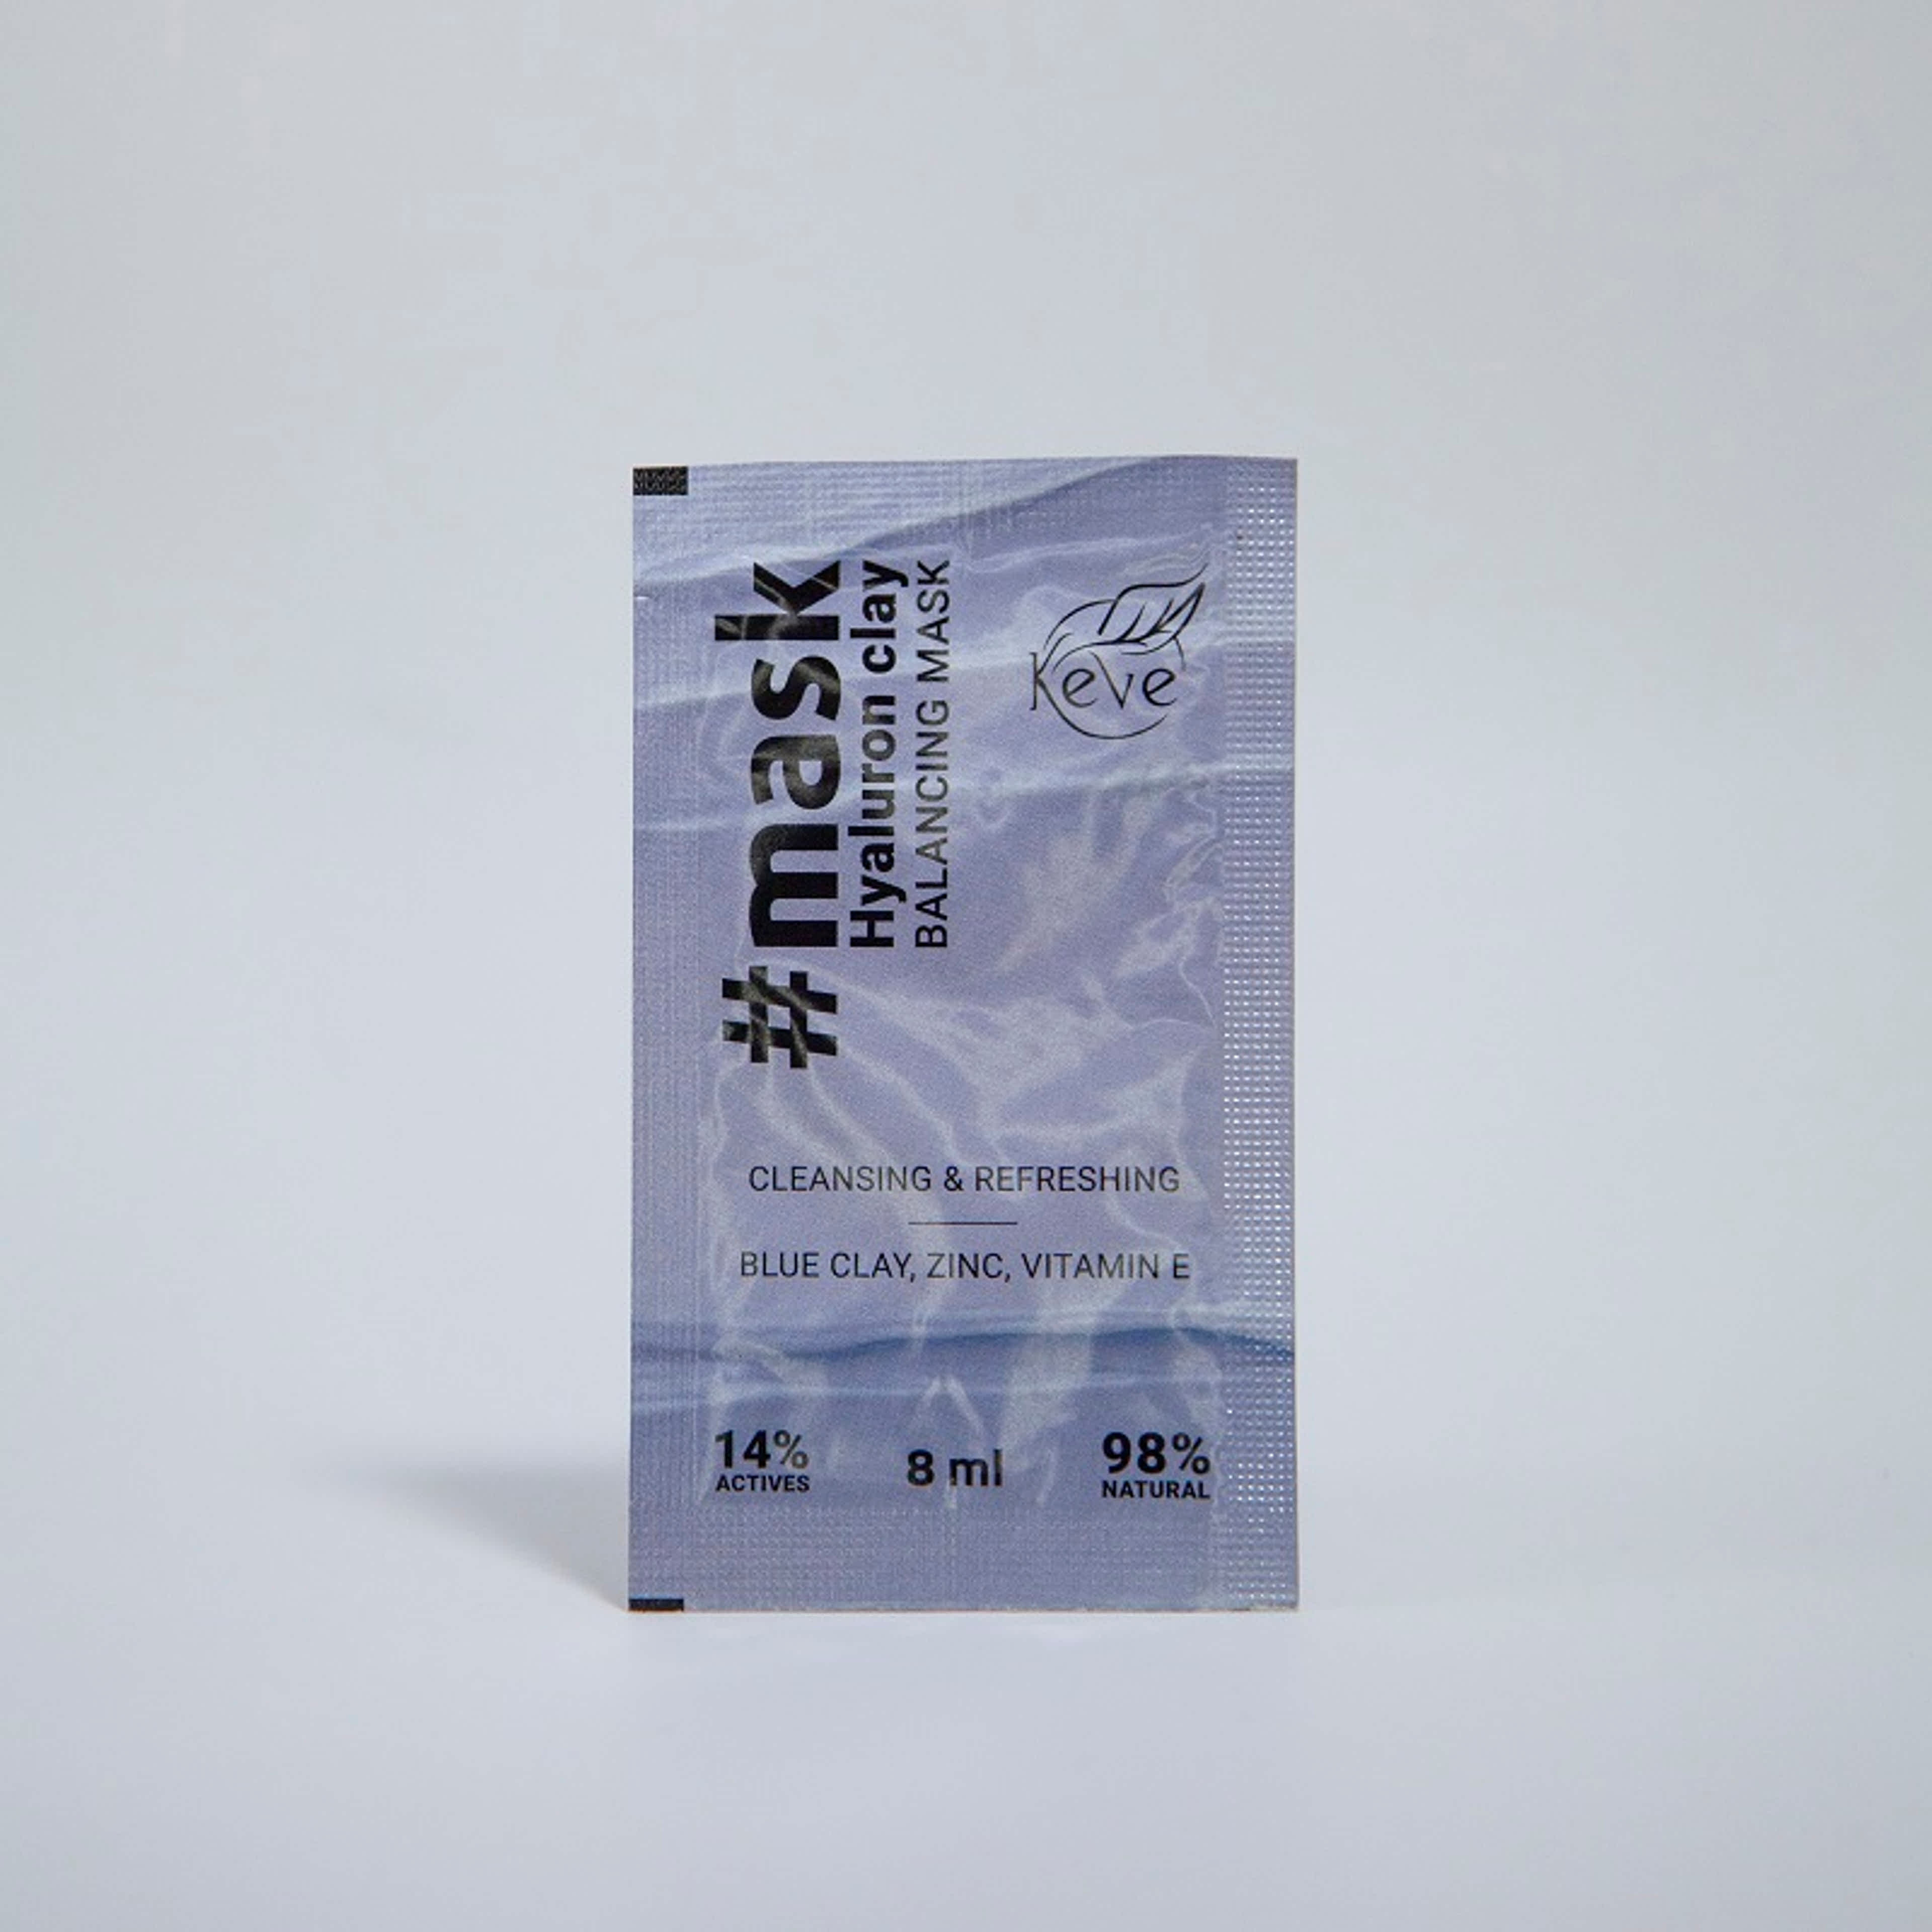 #mask
Hyaluron clay
BALANCING MASK
Keve
CLEANSING & REFRESHING
BLUE CLAY, ZINC, VITAMIN E
14%
ACTIVES
8 ml
98%
NATURAL